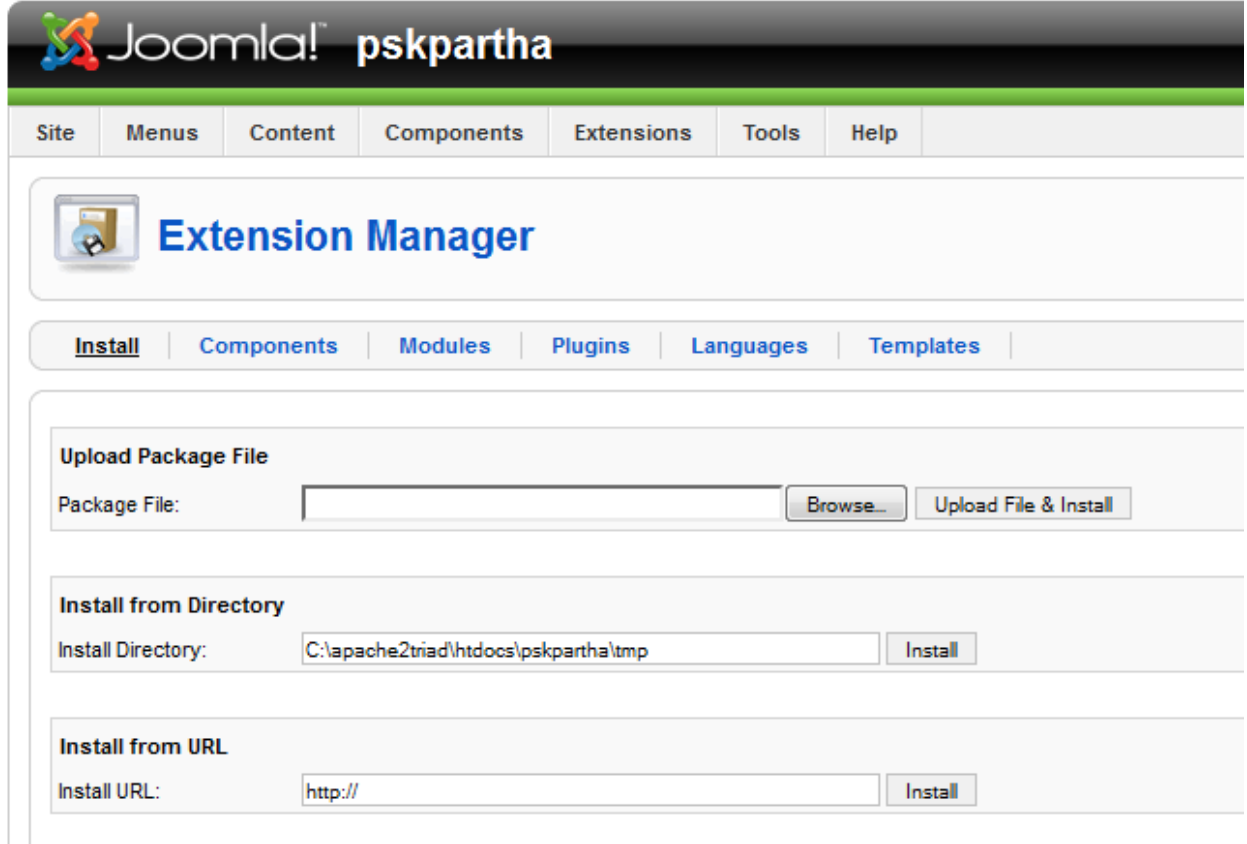 Joomla!™ pskpartha
Site Menus Content Components Extensions Tools Help
Extension Manager
Install Components Modules Plugins Languages Templates
Upload Package File
Package File: Browse... Upload File & Install
Install from Directory
Install Directory: C:\apache2triad\htdocs\pskpartha\tmp Install
Install from URL
Install URL: http:// Install